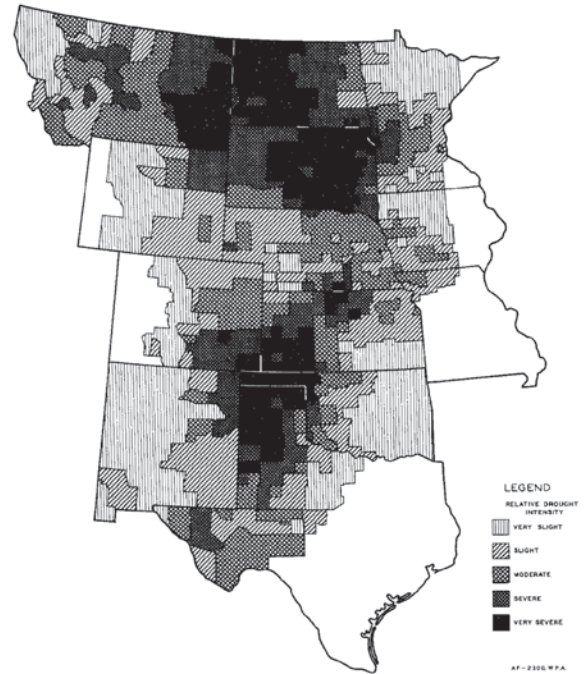 LEGEND
RELATIVE DROUGHT
INTENSITY
VERY SLIGHT
SLIGHT
MODERATE
SEVERE
VERY SEVERE
AF-2300, W.P.A.